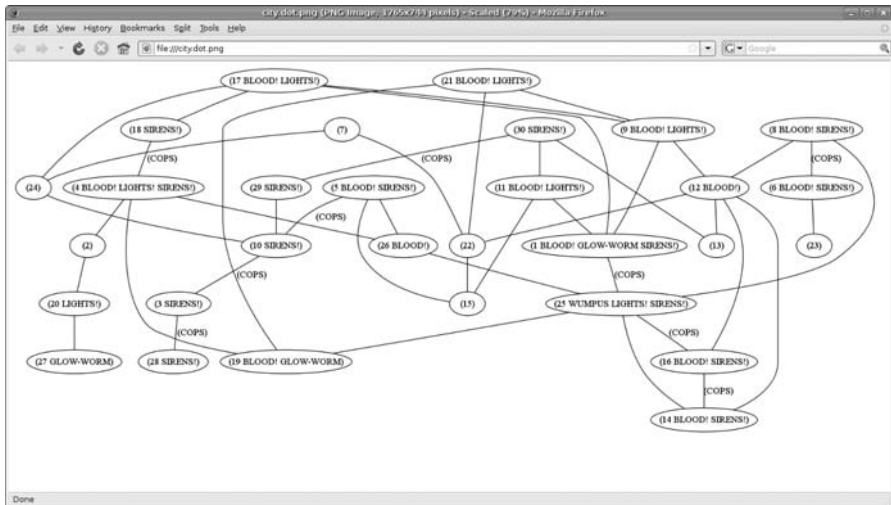 city.dot.png (PNG Image, 1765x744 pixels) - Scaled (79%) - Mozilla Firefox
File Edit View History Bookmarks Split Tools Help
file:///city.dot.png
Google
(17 BLOOD! LIGHTS!) (21 BLOOD! LIGHTS!)
(18 SIRENS!) (7) (30 SIRENS!) (9 BLOOD! LIGHTS!) (8 BLOOD! SIRENS!)
(COPS) (COPS) (COPS)
(24) (4 BLOOD! LIGHTS! SIRENS!) (29 SIRENS!) (5 BLOOD! SIRENS!) (11 BLOOD! LIGHTS!) (12 BLOOD!) (6 BLOOD! SIRENS!)
(COPS)
(2) (10 SIRENS!) (26 BLOOD!) (22) (1 BLOOD! GLOW-WORM SIRENS!) (13) (23)
(COPS) (COPS)
(20 LIGHTS!) (3 SIRENS!) (15) (25 WUMPUS LIGHTS! SIRENS!)
(COPS) (COPS)
(27 GLOW-WORM) (28 SIRENS!) (19 BLOOD! GLOW-WORM) (16 BLOOD! SIRENS!)
(COPS)
(14 BLOOD! SIRENS!)
Done